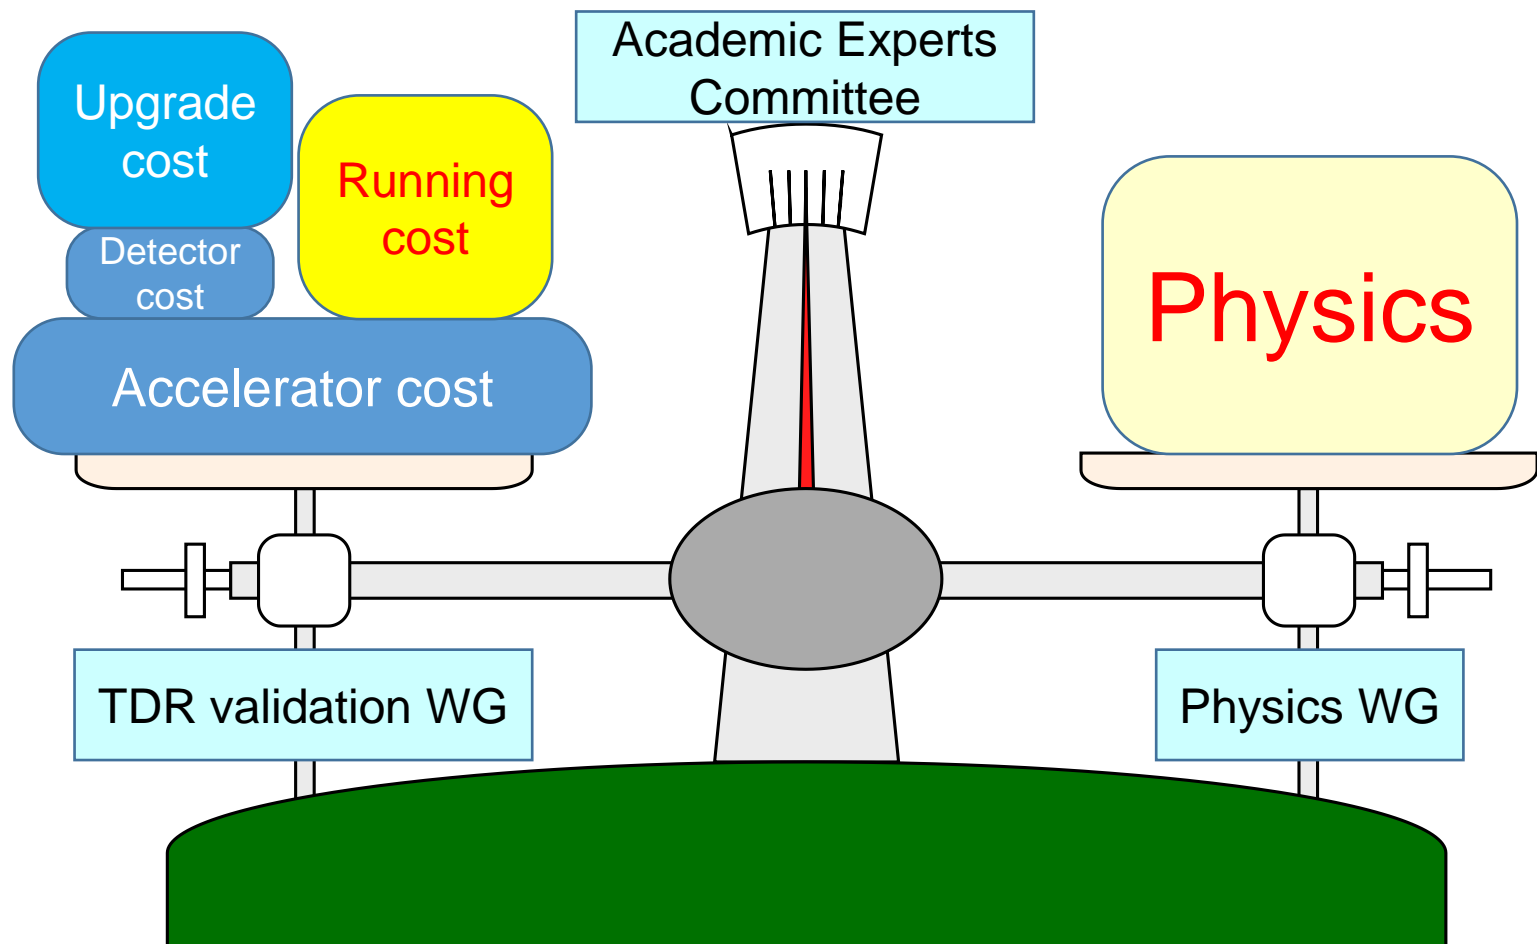 Academic Experts
Committee
Upgrade
cost
Running
cost
Detector
cost
Accelerator cost
Physics
TDR validation WG
Physics WG